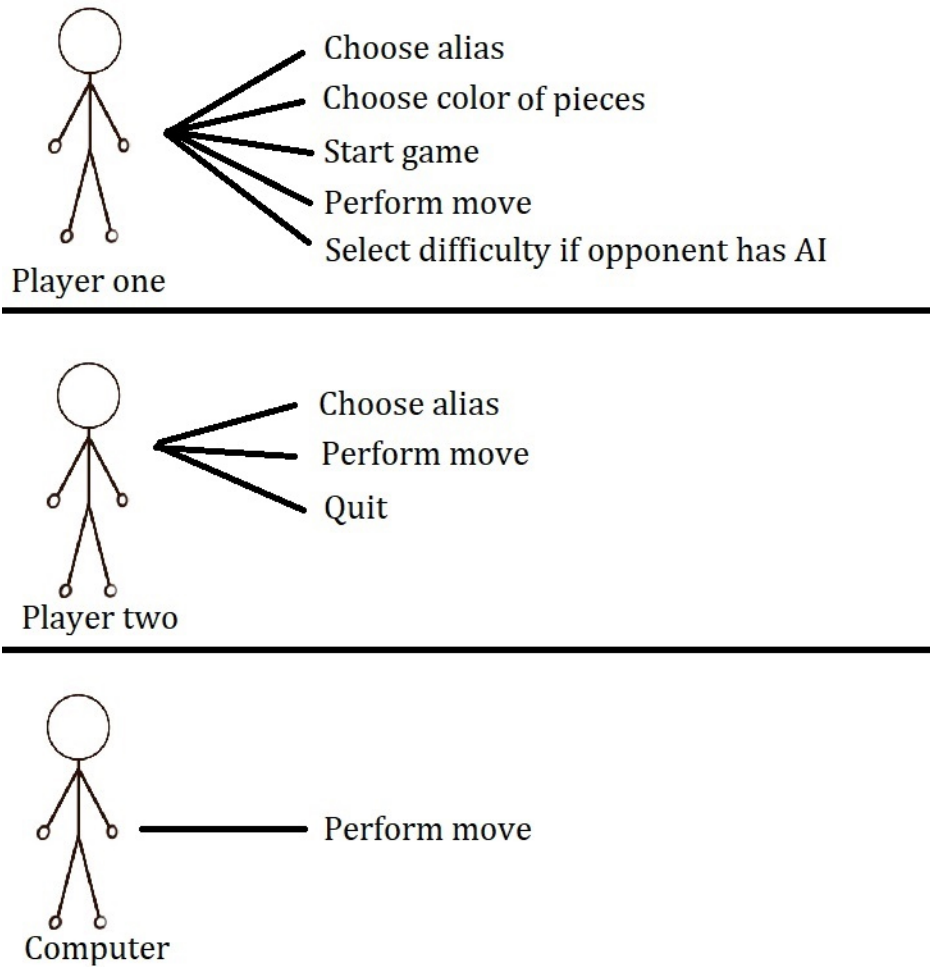 Choose alias
Choose color of pieces
Start game
Perform move
Select difficulty if opponent has AI
Player one
Choose alias
Perform move
Quit
Player two
Perform move
Computer